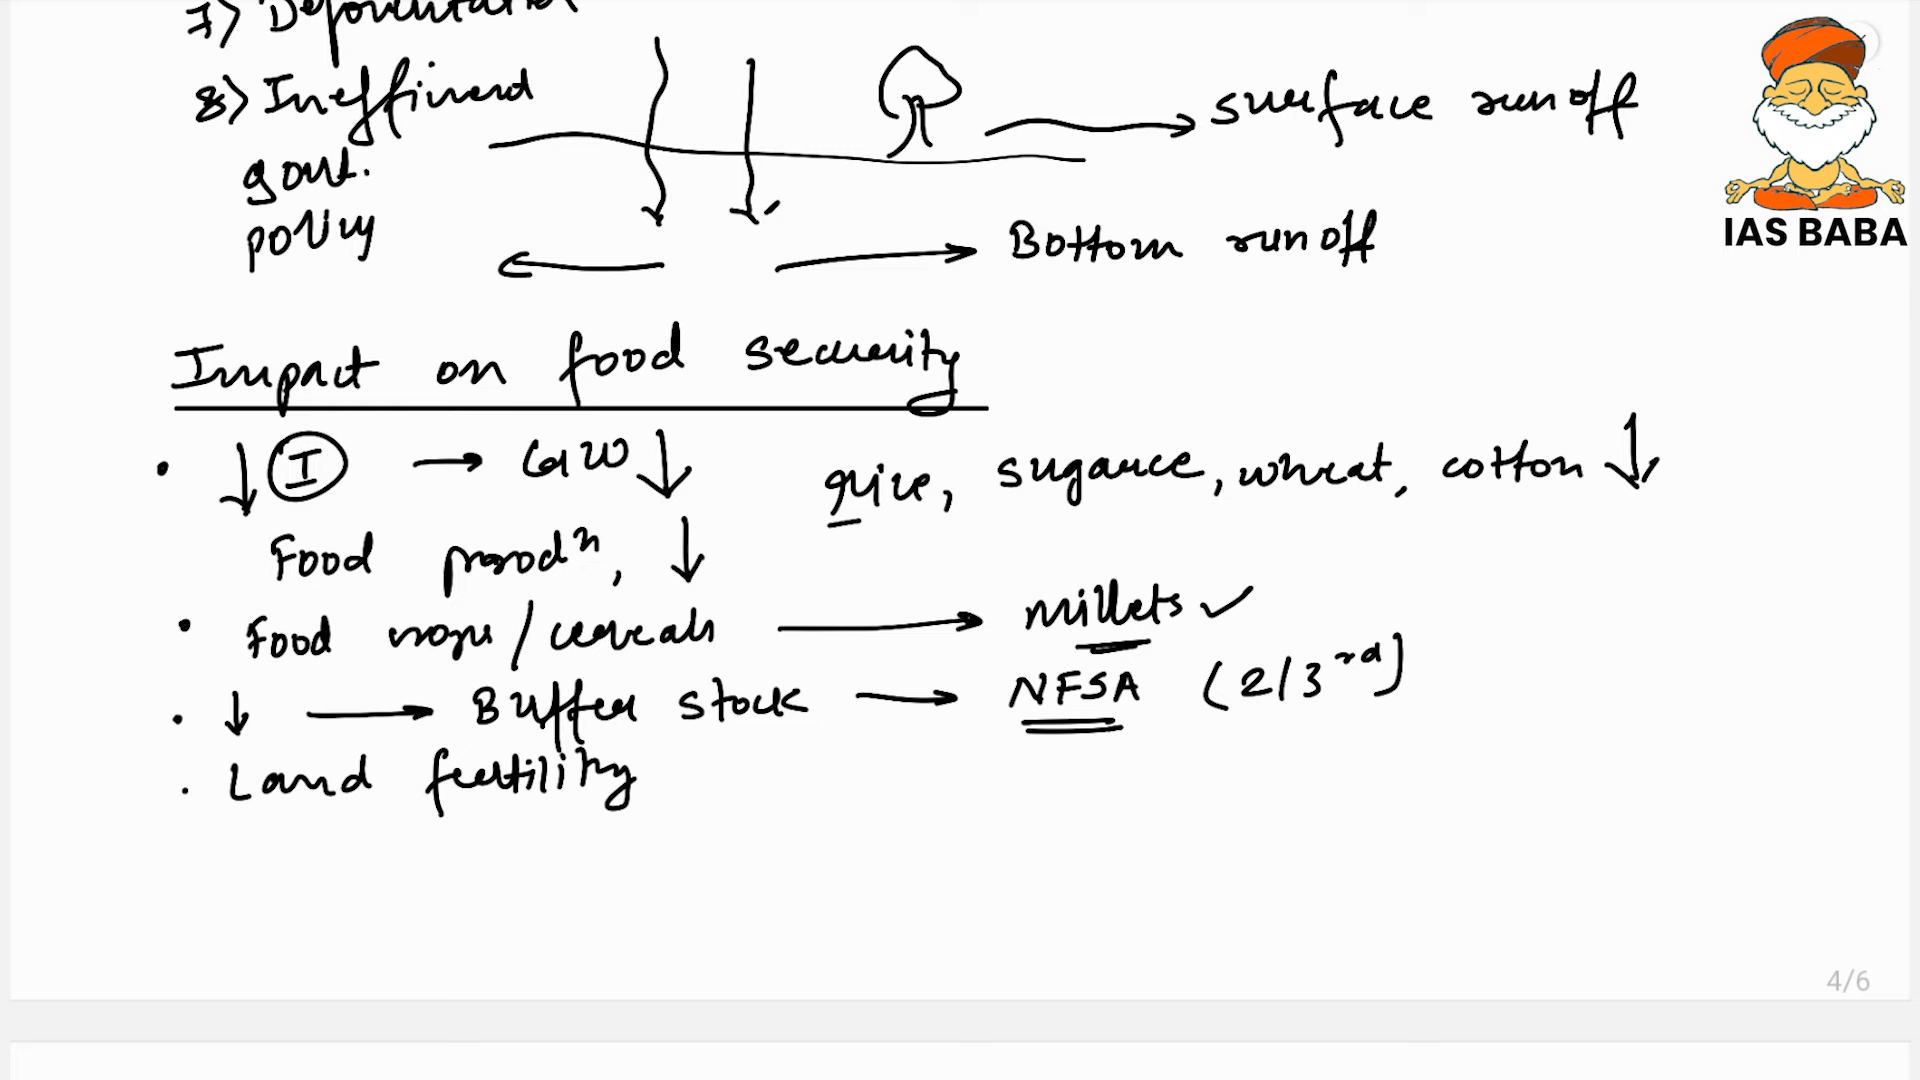 7) Deforestation
8) Inefficient
govt.
policy
surface runoff
Bottom runoff
IAS BABA
Impact on food security
• ↓ I → GW ↓ rice, sugarce, wheat, cotton ↓
Food prodn, ↓
• Food crops/cereals → millets ✓
• ↓ → Buffer stock → NFSA (2/3rd)
• Land fertility
4/6